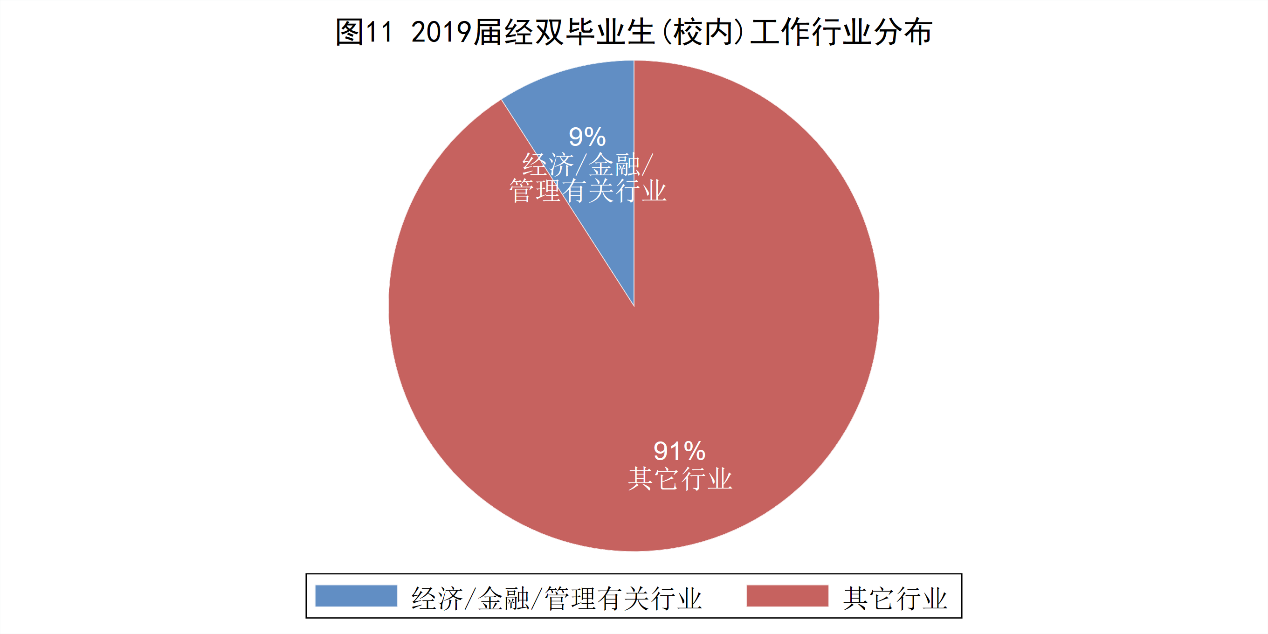 图11 2019届经双毕业生(校内)工作行业分布
9%
经济/金融/
管理有关行业
91%
其它行业
经济/金融/管理有关行业
其它行业